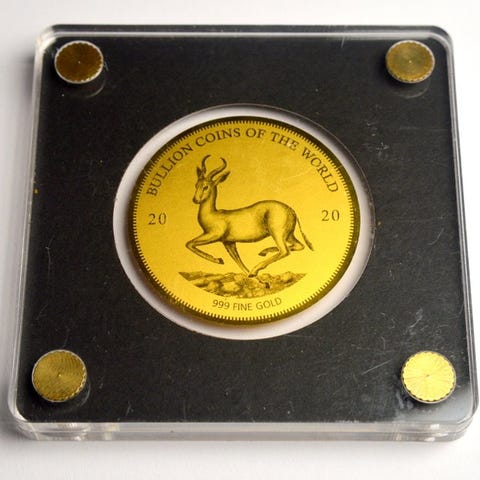 BULLION COINS OF THE WORLD
20 20
999 FINE GOLD